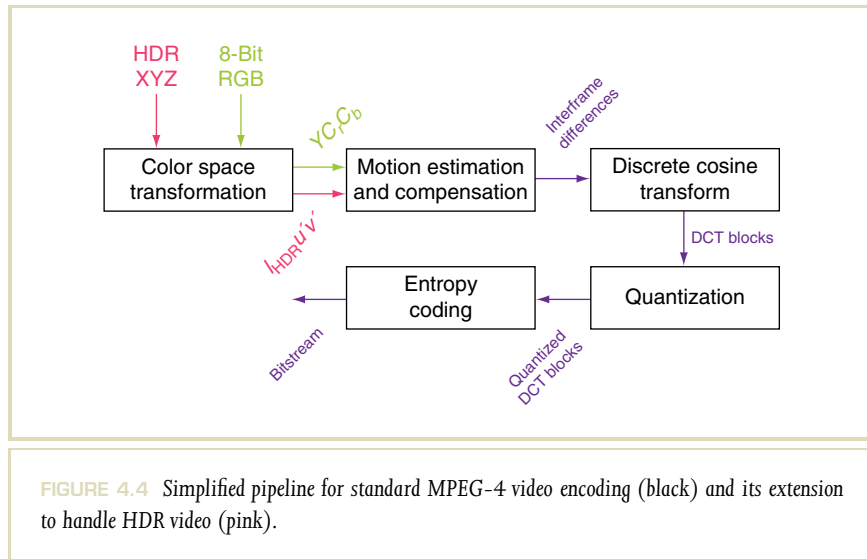 HDR
XYZ
8-Bit
RGB
YCrCb
Interframe
differences
Color space
transformation
Motion estimation
and compensation
Discrete cosine
transform
lHDRu′v′
DCT blocks
Entropy
coding
Quantization
Bitstream
Quantized
DCT blocks
FIGURE 4.4 Simplified pipeline for standard MPEG-4 video encoding (black) and its extension
to handle HDR video (pink).